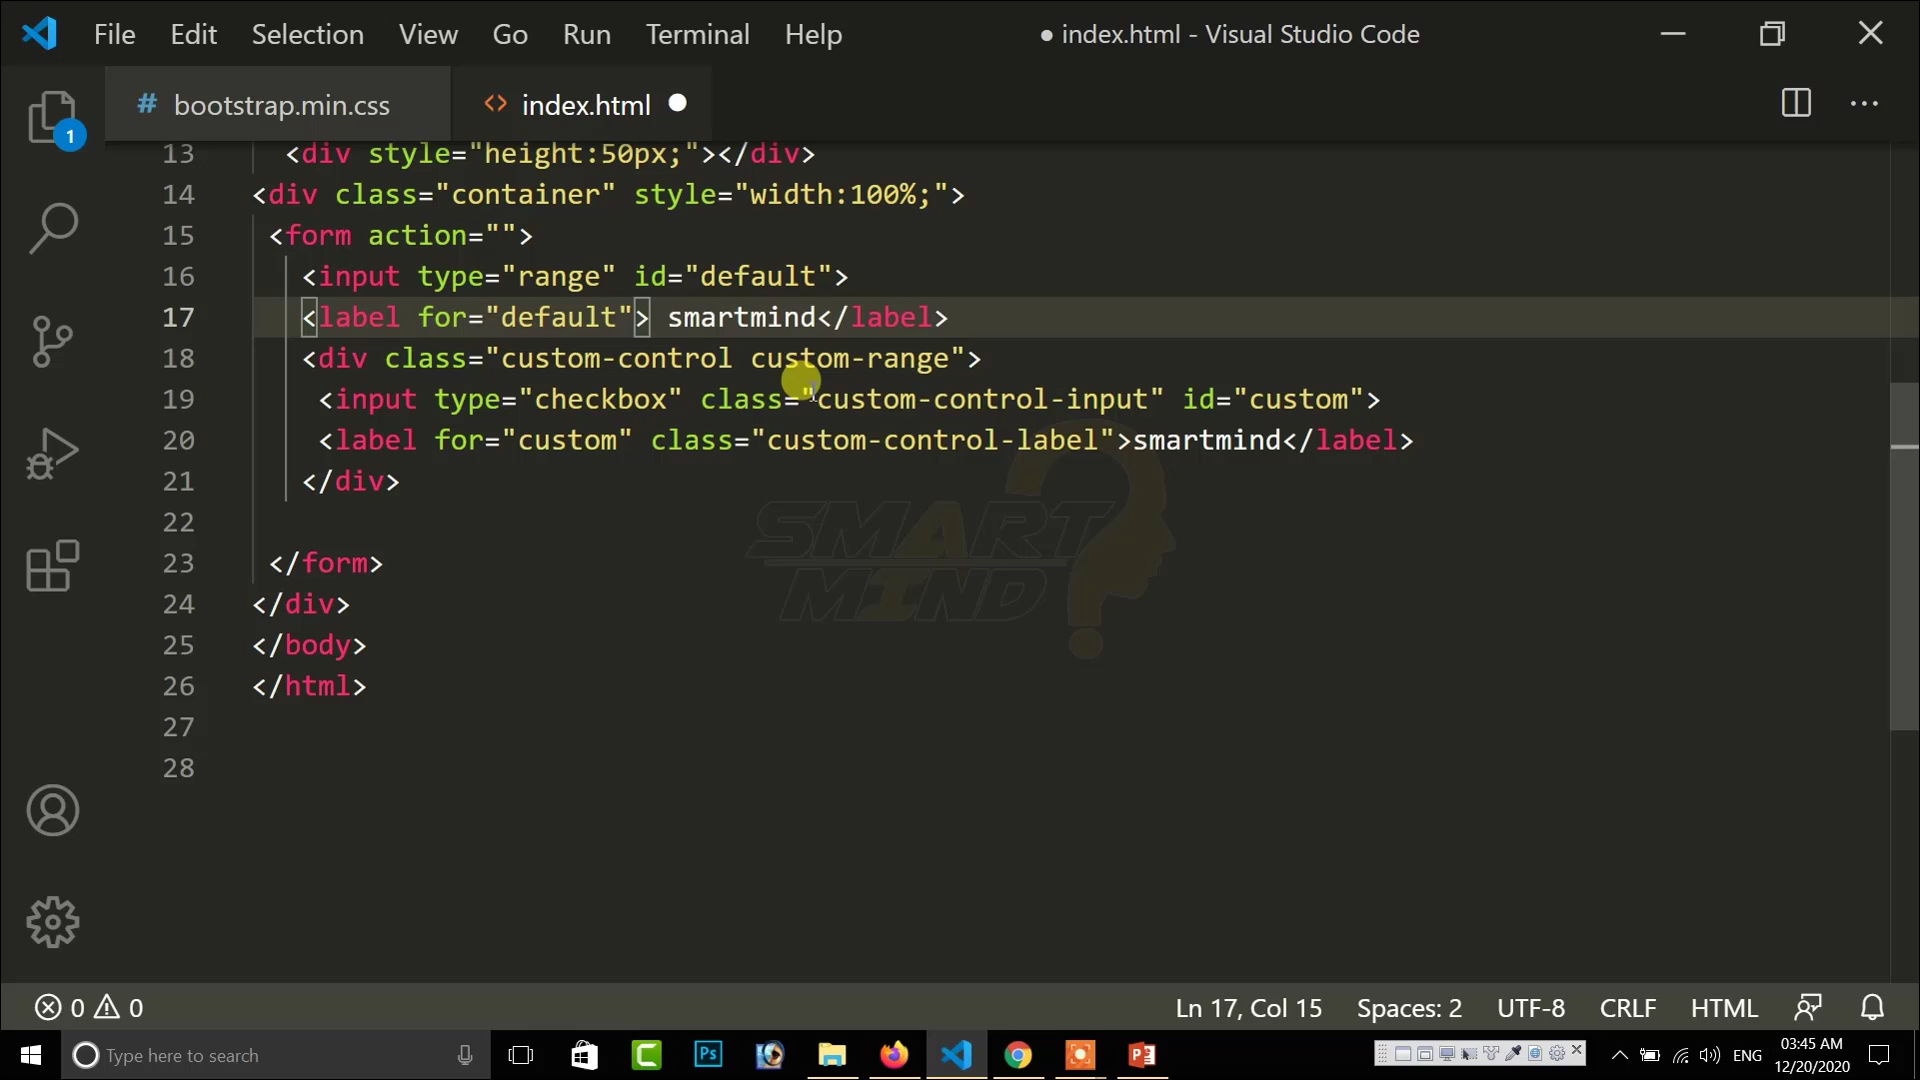 File Edit Selection View Go Run Terminal Help ● index.html - Visual Studio Code
# bootstrap.min.css <> index.html ●
1
13 <div style="height:50px;"></div>
14 <div class="container" style="width:100%;">
15 <form action="">
16 <input type="range" id="default">
17 <label for="default"> smartmind</label>
18 <div class="custom-control custom-range">
19 <input type="checkbox" class="custom-control-input" id="custom">
20 <label for="custom" class="custom-control-label">smartmind</label>
21 </div>
22
23 </form>
24 </div>
25 </body>
26 </html>
27
28
SMART
MIND
0 0 Ln 17, Col 15 Spaces: 2 UTF-8 CRLF HTML
Type here to search
Ps
ENG
03:45 AM
12/20/2020